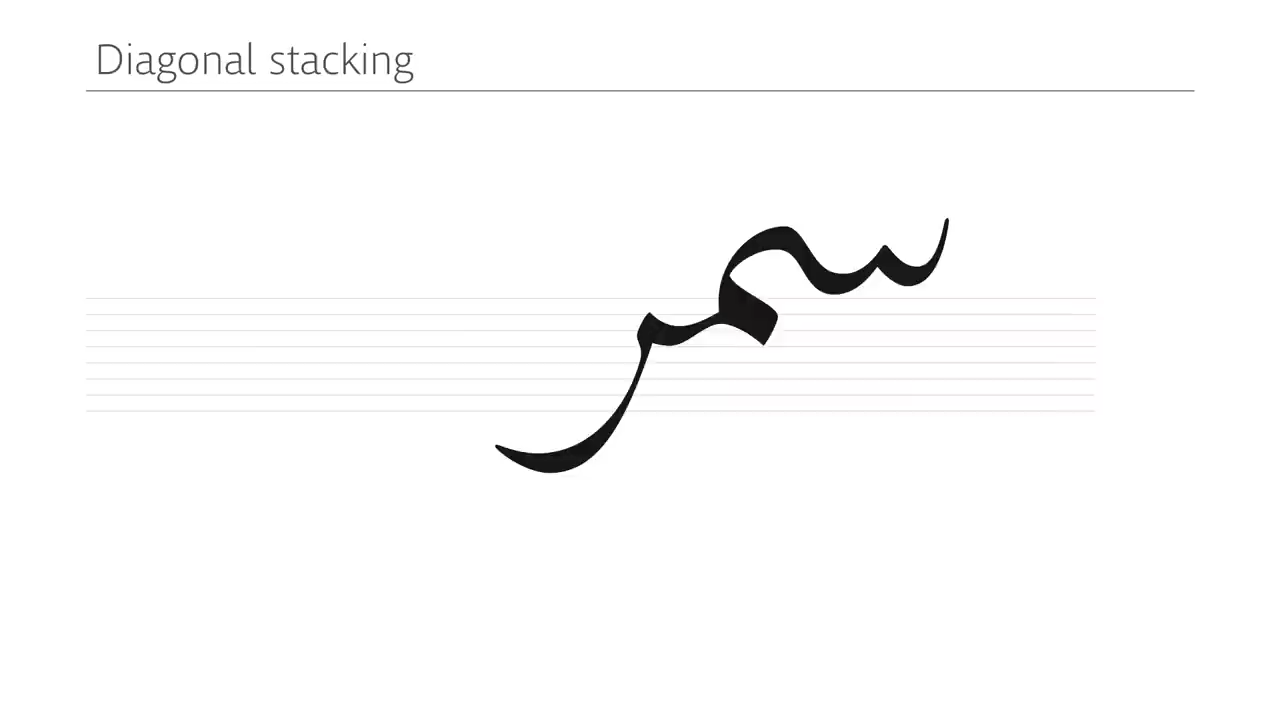 Diagonal stacking
سمر